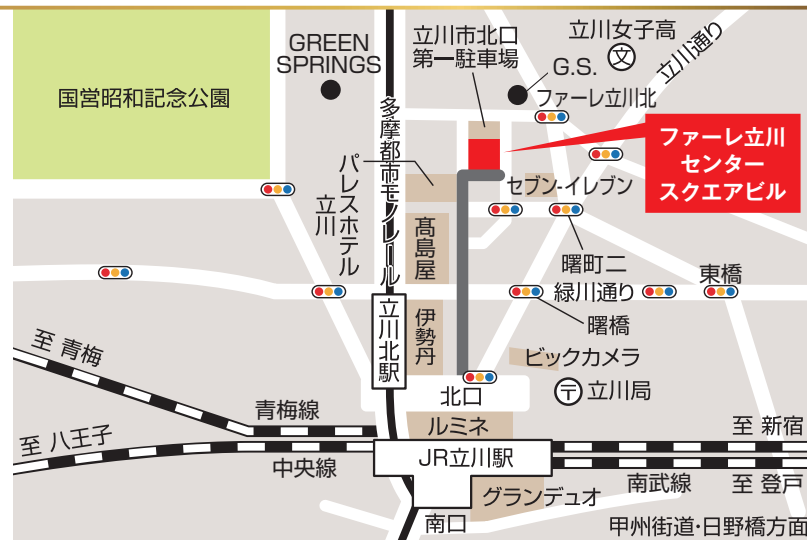 GREEN
SPRINGS
国営昭和記念公園
立川市北口
第一駐車場
立川女子高
文
立川通り
G.S.
ファーレ立川北
ファーレ立川
センター
スクエアビル
多摩都市モノレール
パレスホテル
立川
セブン-イレブン
髙島屋
曙町二
東橋
緑川通り
曙橋
立川北駅
伊勢丹
ビックカメラ
〒
立川局
北口
至 青梅
青梅線
ルミネ
至 八王子
中央線
JR立川駅
至 新宿
南武線
至 登戸
グランデュオ
南口
甲州街道・日野橋方面